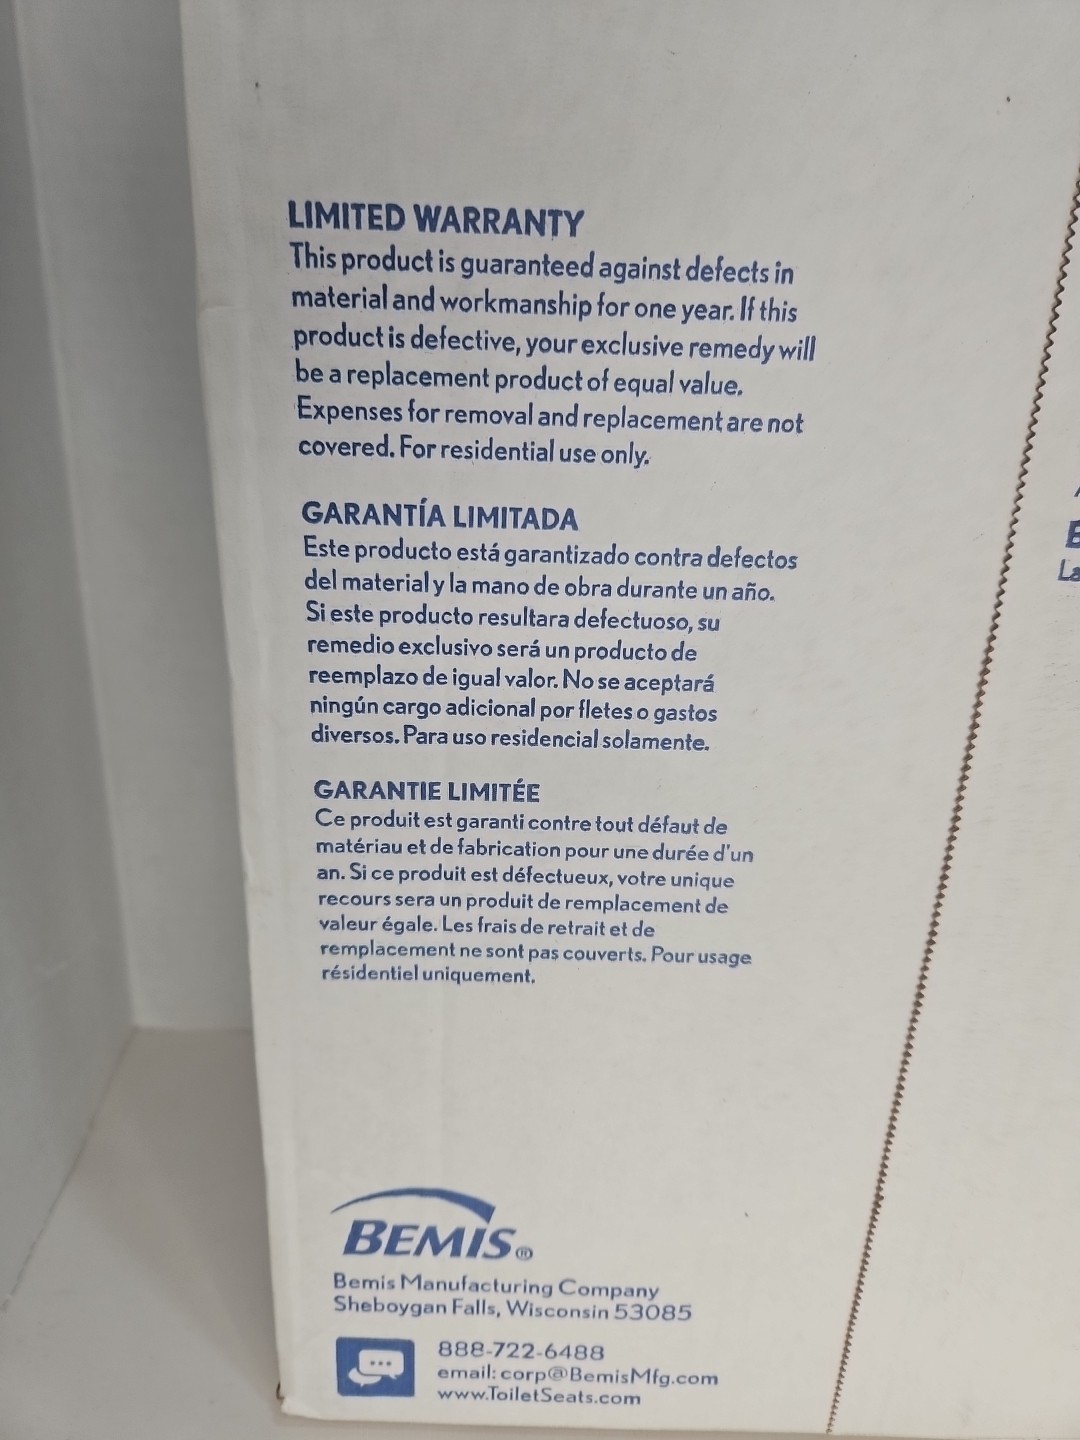 LIMITED WARRANTY
This product is guaranteed against defects in
material and workmanship for one year. If this
product is defective, your exclusive remedy will
be a replacement product of equal value.
Expenses for removal and replacement are not
covered. For residential use only.
GARANTÍA LIMITADA
Este producto está garantizado contra defectos
del material y la mano de obra durante un año.
Si este producto resultara defectuoso, su
remedio exclusivo será un producto de
reemplazo de igual valor. No se aceptará
ningún cargo adicional por fletes o gastos
diversos. Para uso residencial solamente.
GARANTIE LIMITÉE
Ce produit est garanti contre tout défaut de
matériau et de fabrication pour une durée d'un
an. Si ce produit est défectueux, votre unique
recours sera un produit de remplacement de
valeur égale. Les frais de retrait et de
remplacement ne sont pas couverts. Pour usage
résidentiel uniquement.
BEMIS®
Bemis Manufacturing Company
Sheboygan Falls, Wisconsin 53085
888-722-6488
email: corp@BemisMfg.com
www.ToiletSeats.com